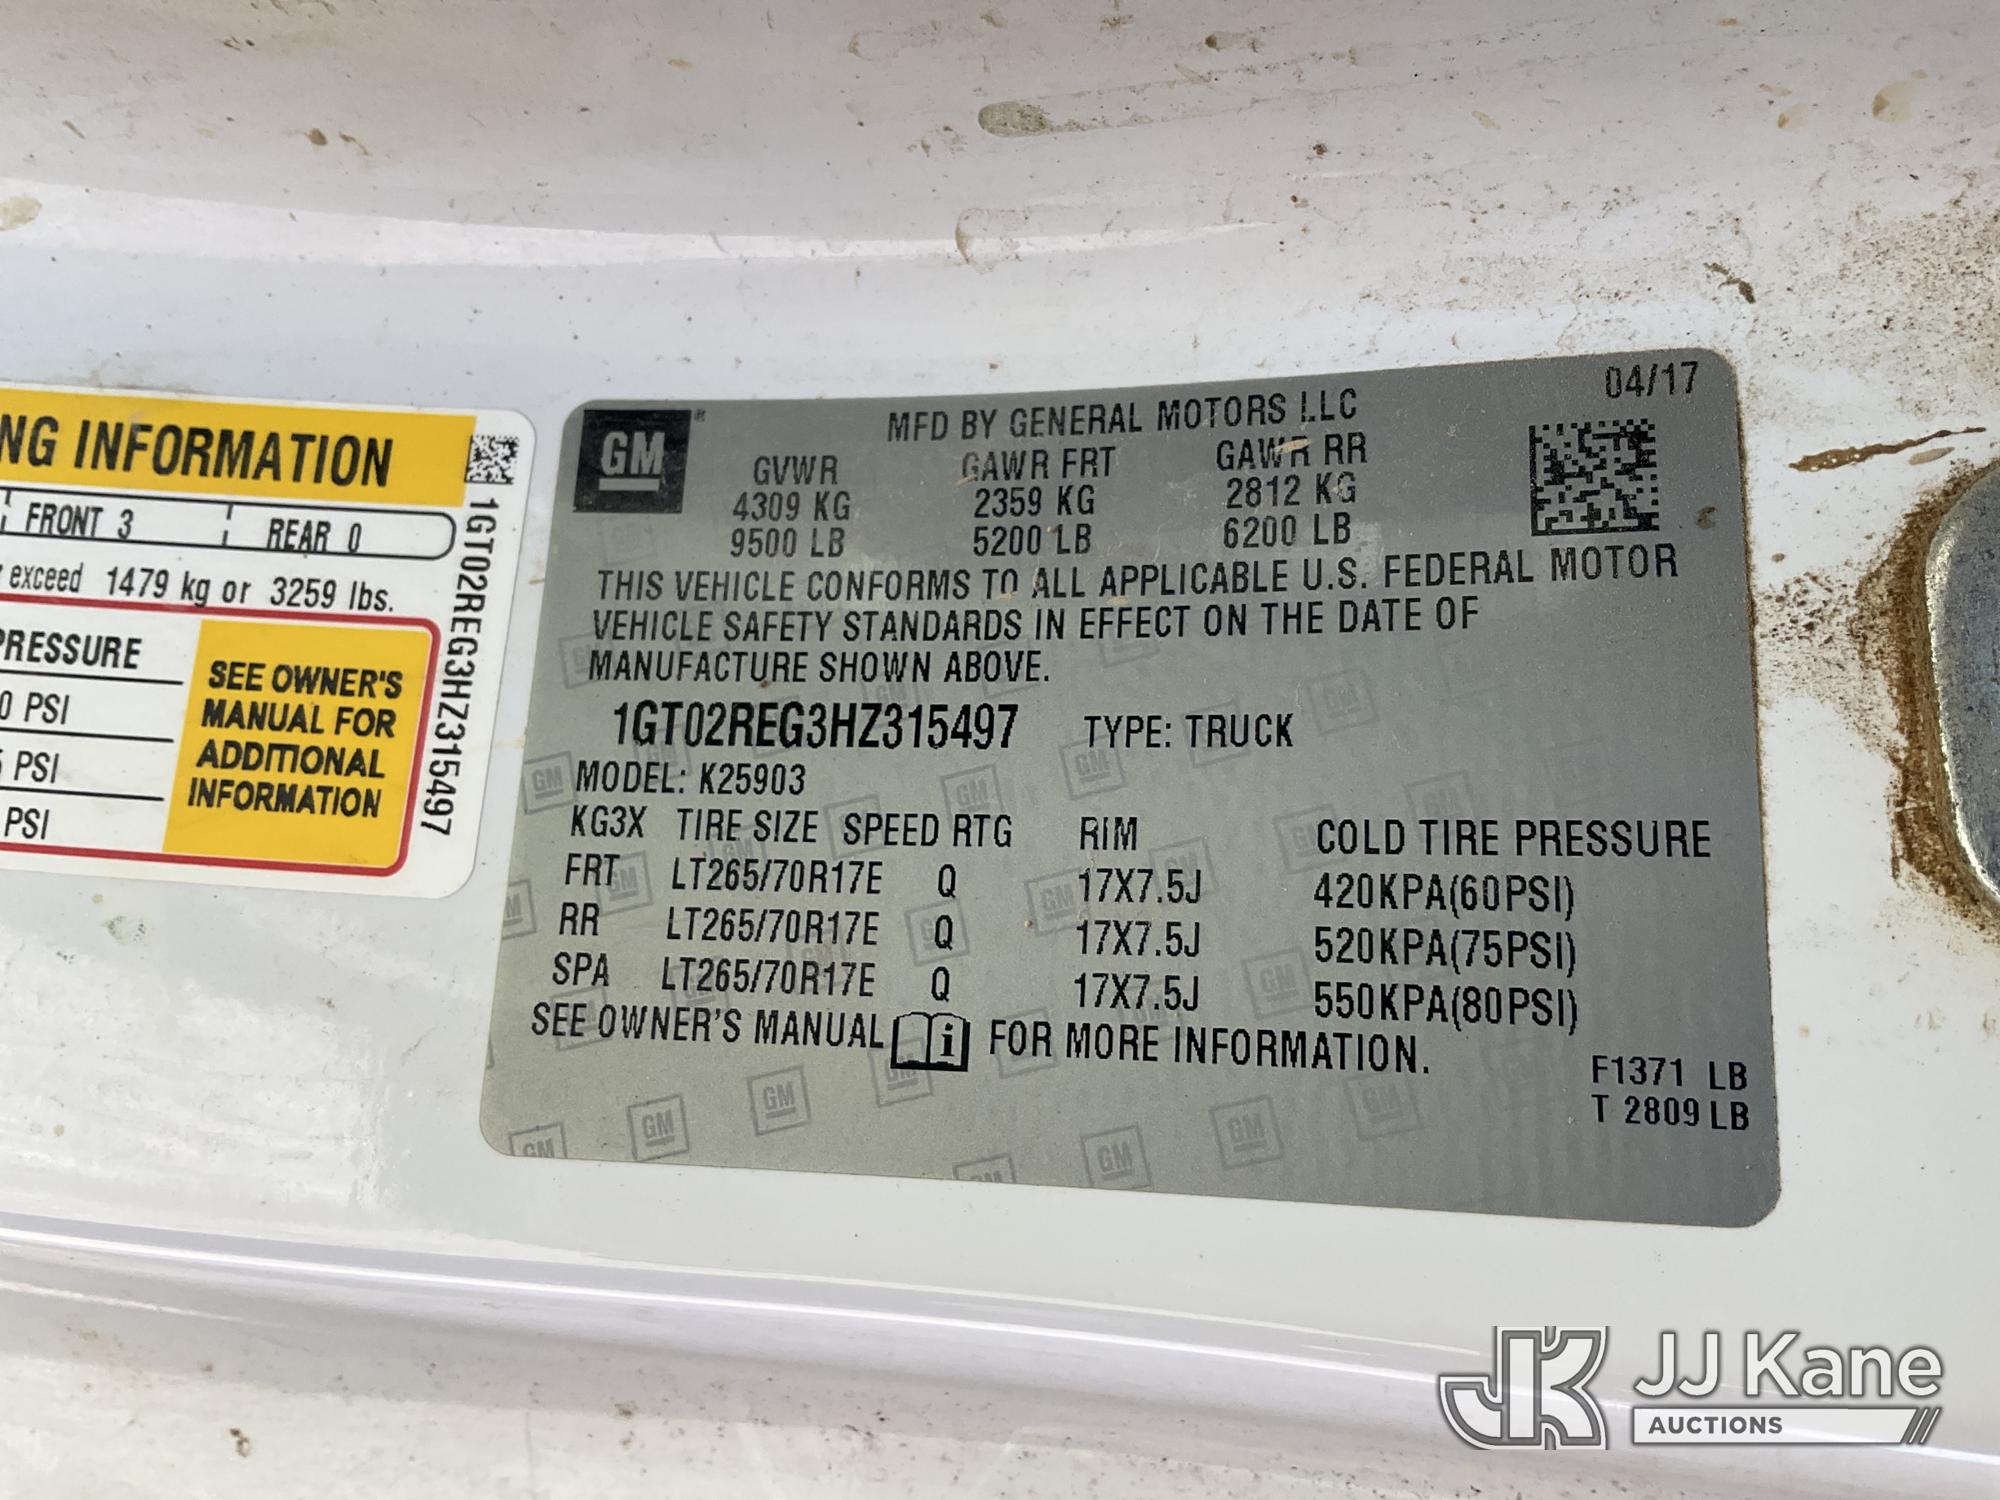 NG INFORMATION
FRONT 3 REAR 0
exceed 1479 kg or 3259 lbs.
PRESSURE
0 PSI
PSI
PSI
SEE OWNER'S
MANUAL FOR
ADDITIONAL
INFORMATION
1GT02REG3HZ315497
GM ®
MFD BY GENERAL MOTORS LLC
04/17
GVWR GAWR FRT GAWR RR
4309 KG 2359 KG 2812 KG
9500 LB 5200 LB 6200 LB
THIS VEHICLE CONFORMS TO ALL APPLICABLE U.S. FEDERAL MOTOR
VEHICLE SAFETY STANDARDS IN EFFECT ON THE DATE OF
MANUFACTURE SHOWN ABOVE.
1GT02REG3HZ315497 TYPE: TRUCK
MODEL: K25903
KG3X TIRE SIZE SPEED RTG RIM COLD TIRE PRESSURE
FRT LT265/70R17E Q 17X7.5J 420KPA(60PSI)
RR LT265/70R17E Q 17X7.5J 520KPA(75PSI)
SPA LT265/70R17E Q 17X7.5J 550KPA(80PSI)
SEE OWNER'S MANUAL i FOR MORE INFORMATION.
F1371 LB
T 2809 LB
JK JJ Kane
AUCTIONS